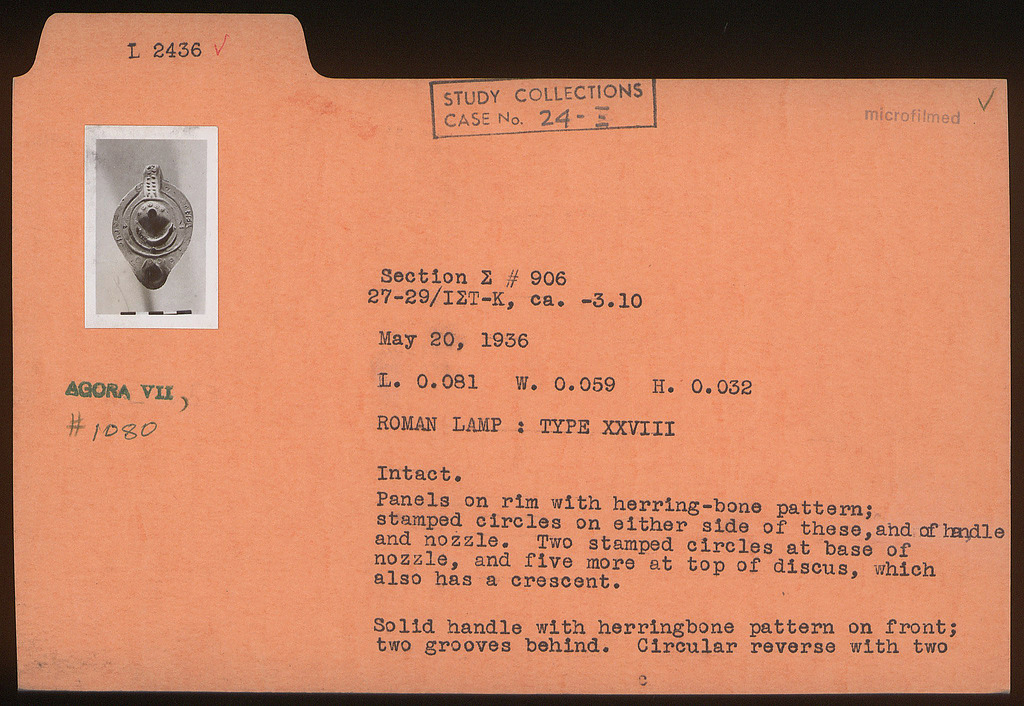 L 2436 ✓
STUDY COLLECTIONS
CASE No. 24-Ξ
microfilmed ✓
Section Σ # 906
27-29/ΙΣΤ-Κ, ca. -3.10
May 20, 1936
L. 0.081 W. 0.059 H. 0.032
AGORA VII,
#1080
ROMAN LAMP : TYPE XXVIII
Intact.
Panels on rim with herring-bone pattern;
stamped circles on either side of these, and of handle
and nozzle. Two stamped circles at base of
nozzle, and five more at top of discus, which
also has a crescent.
Solid handle with herringbone pattern on front;
two grooves behind. Circular reverse with two
c